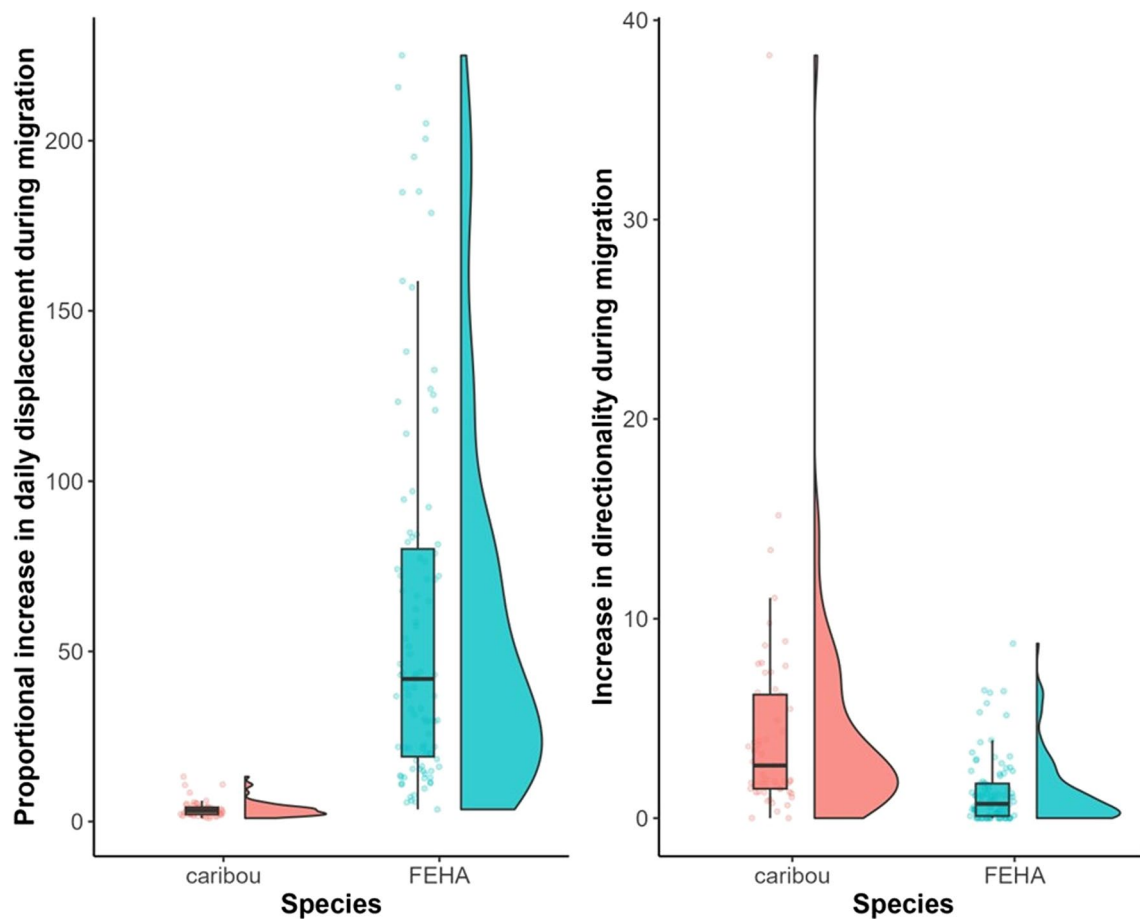 Proportional increase in daily displacement during migration
200
150
100
50
0
caribou
FEHA
Species
Increase in directionality during migration
40
30
20
10
0
caribou
FEHA
Species